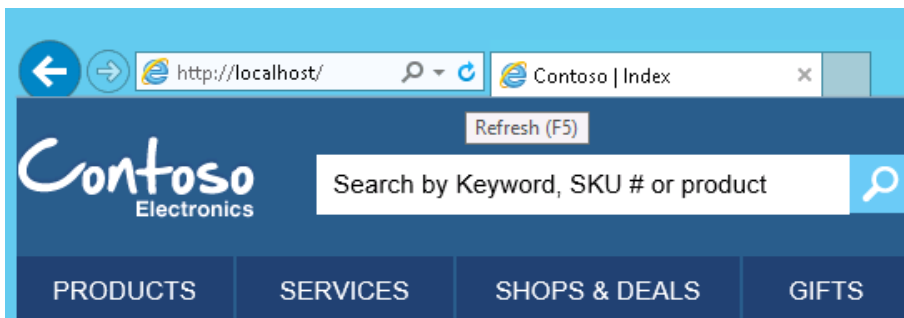 http://localhost/
Contoso | Index
Refresh (F5)
Contoso
Electronics
Search by Keyword, SKU # or product
PRODUCTS SERVICES SHOPS & DEALS GIFTS